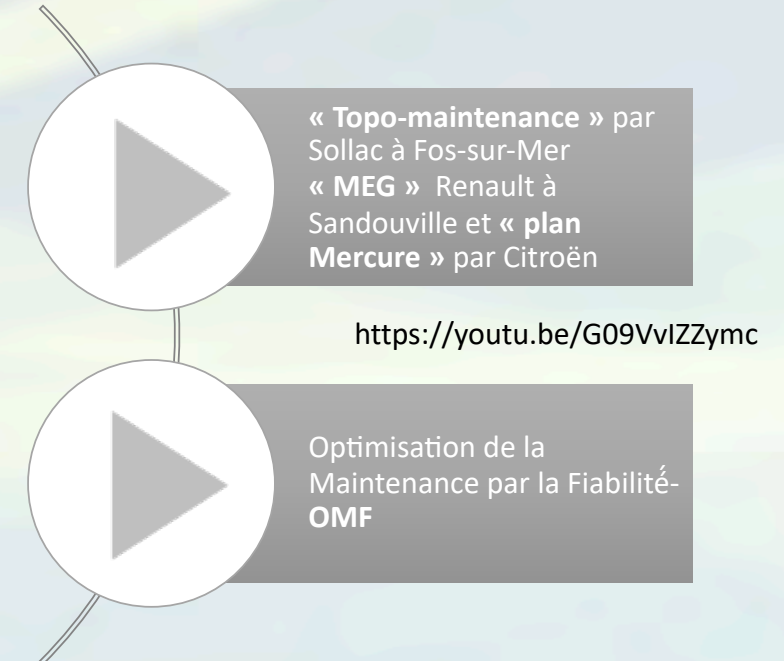 « Topo-maintenance » par
Sollac à Fos-sur-Mer
« MEG » Renault à
Sandouville et « plan
Mercure » par Citroën
https://youtu.be/G09VvIZZymc
Optimisation de la
Maintenance par la Fiabilité-
OMF